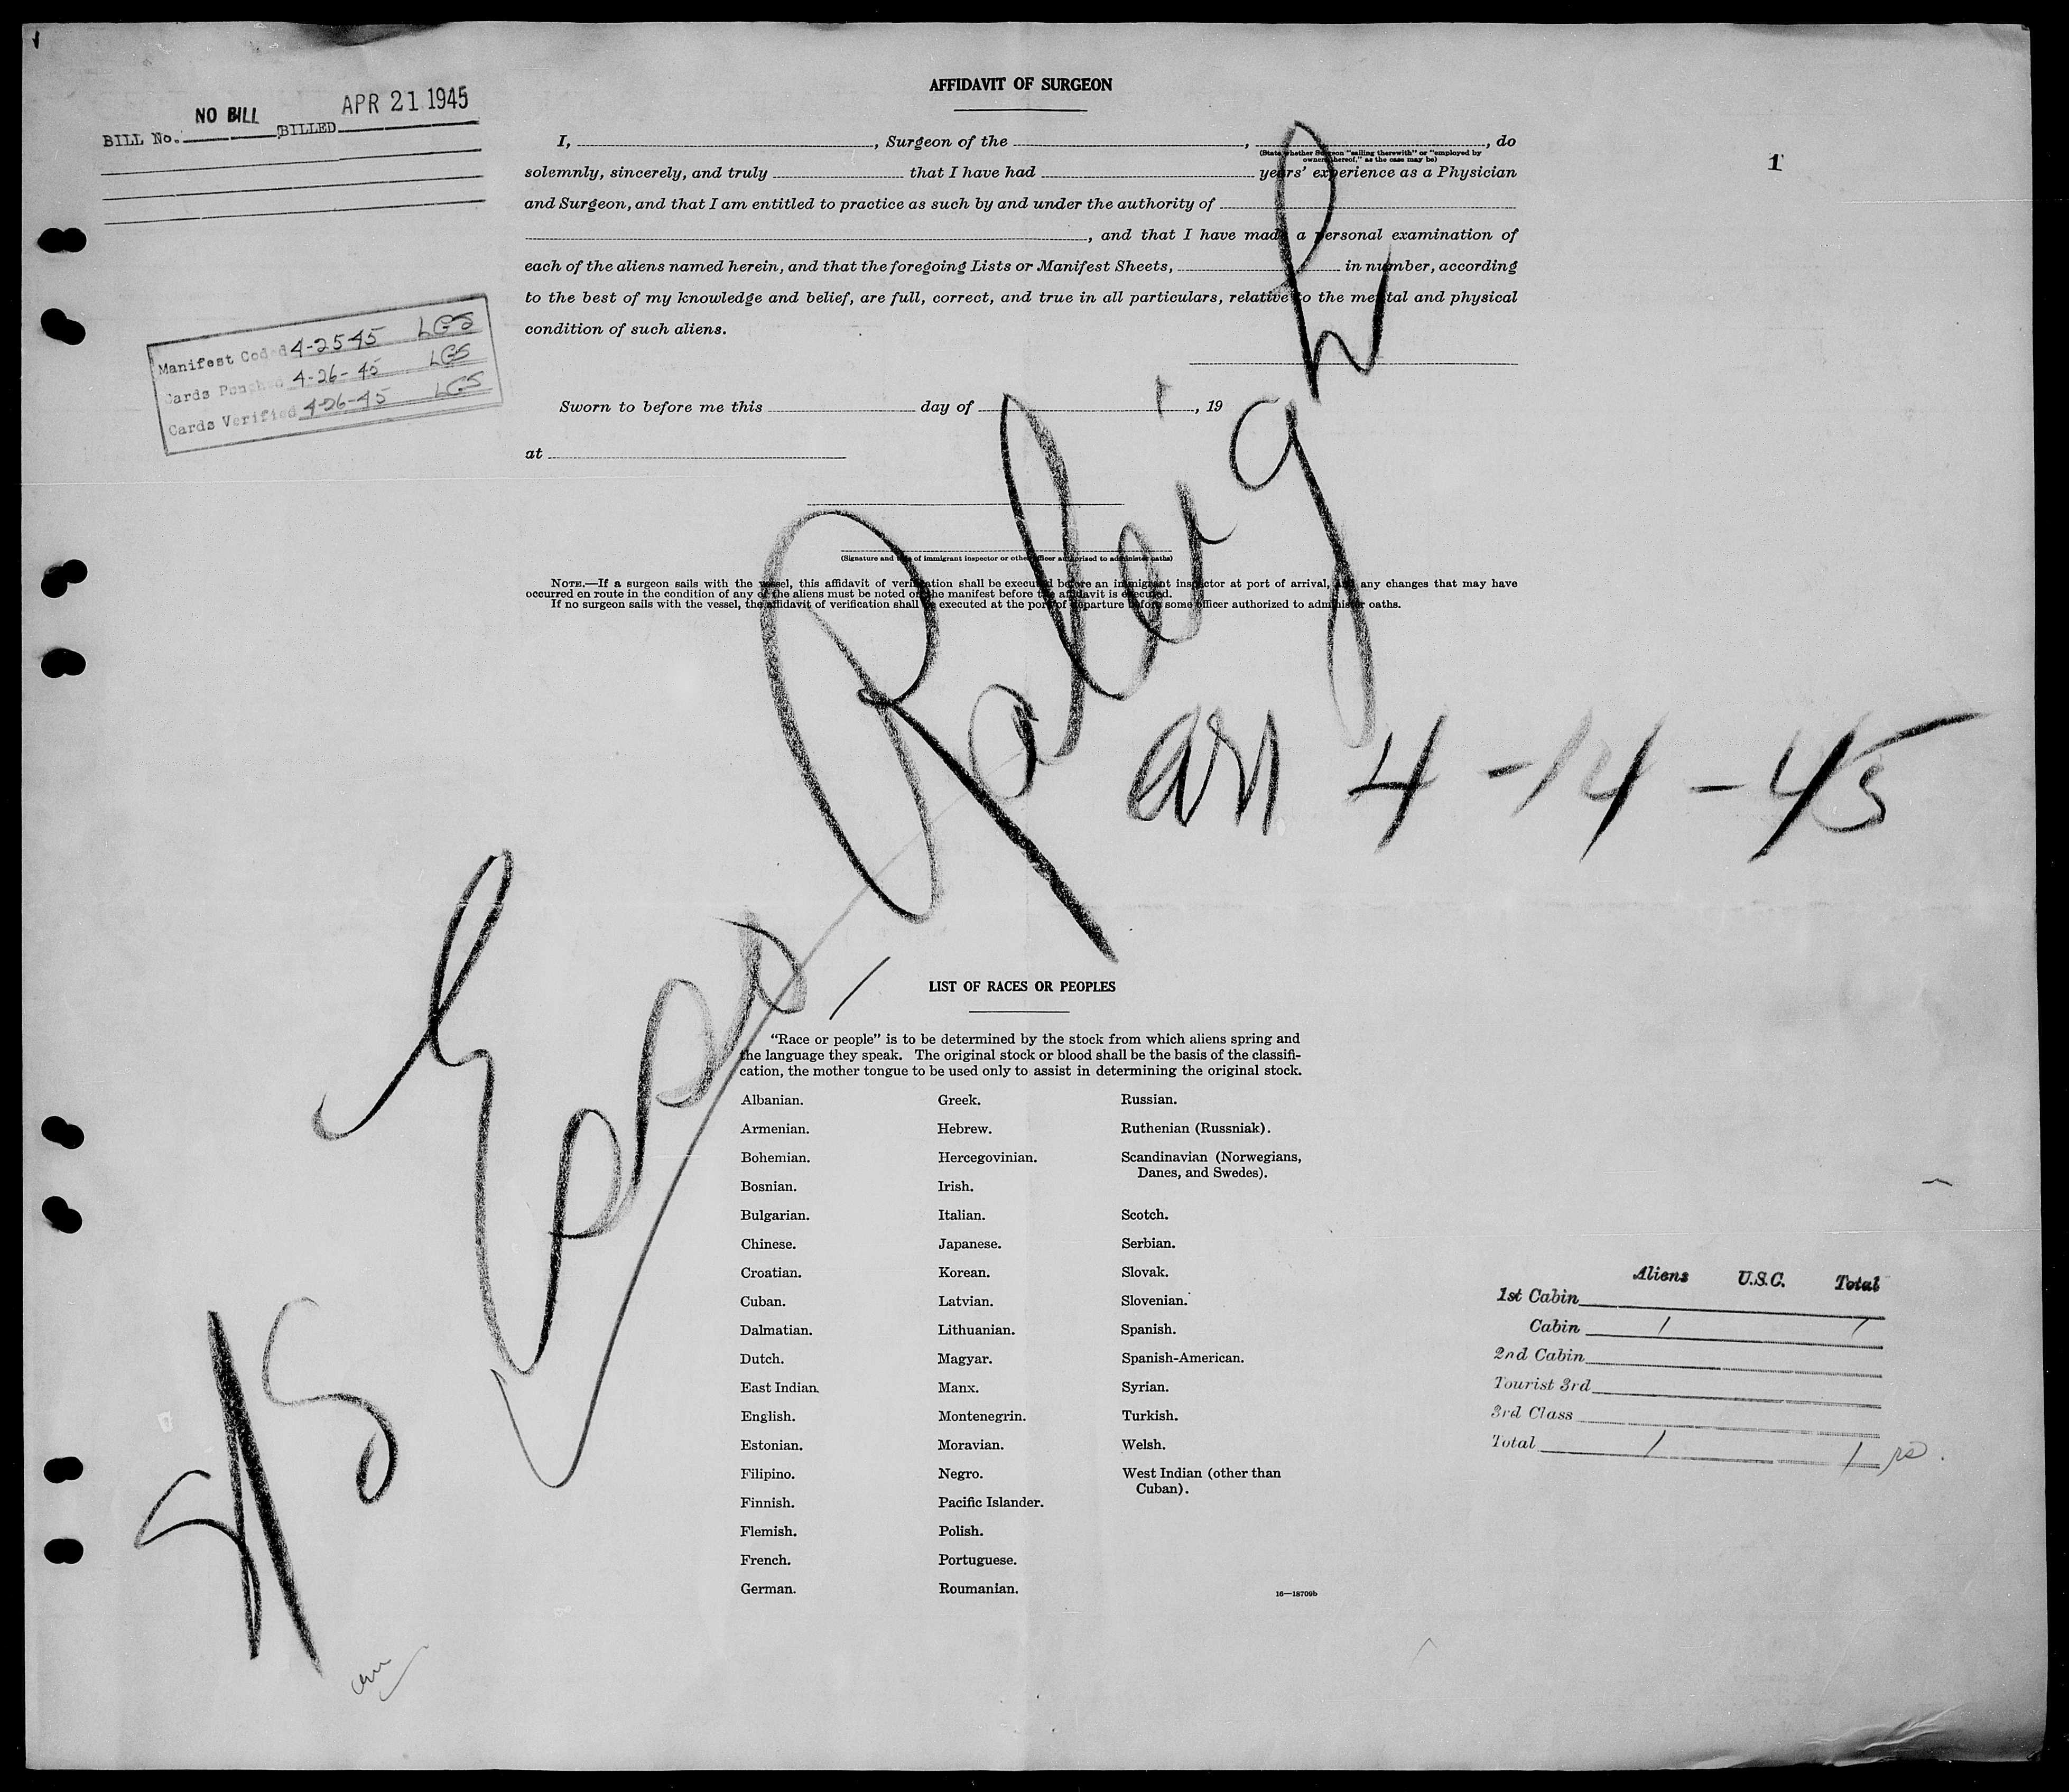 NO BILL APR 21 1945
BILL No. BILLED
AFFIDAVIT OF SURGEON
I, , Surgeon of the , , do
(State whether Surgeon "sailing therewith" or "employed by
owners thereof," as the case may be)
1
solemnly, sincerely, and truly that I have had years' experience as a Physician
and Surgeon, and that I am entitled to practice as such by and under the authority of
, and that I have made a personal examination of
each of the aliens named herein, and that the foregoing Lists or Manifest Sheets, in number, according
to the best of my knowledge and belief, are full, correct, and true in all particulars, relative to the mental and physical
condition of such aliens.
Manifest Coded 4-25-45 LGS
Cards Punched 4-26-45 LGS
Cards Verified 4-26-45 LGS
Sworn to before me this day of , 19
at
(Signature and title of immigrant inspector or other officer authorized to administer oaths)
NOTE.—If a surgeon sails with the vessel, this affidavit of verification shall be executed before an immigrant inspector at port of arrival, and any changes that may have
occurred en route in the condition of any of the aliens must be noted on the manifest before the affidavit is executed.
If no surgeon sails with the vessel, the affidavit of verification shall be executed at the port of departure before some officer authorized to administer oaths.
S/S Esso Raleigh
arr 4-14-45
LIST OF RACES OR PEOPLES
"Race or people" is to be determined by the stock from which aliens spring and
the language they speak. The original stock or blood shall be the basis of the classifi-
cation, the mother tongue to be used only to assist in determining the original stock.
Albanian.
Armenian.
Bohemian.
Bosnian.
Bulgarian.
Chinese.
Croatian.
Cuban.
Dalmatian.
Dutch.
East Indian.
English.
Estonian.
Filipino.
Finnish.
Flemish.
French.
German.
Greek.
Hebrew.
Hercegovinian.
Irish.
Italian.
Japanese.
Korean.
Latvian.
Lithuanian.
Magyar.
Manx.
Montenegrin.
Moravian.
Negro.
Pacific Islander.
Polish.
Portuguese.
Roumanian.
Russian.
Ruthenian (Russniak).
Scandinavian (Norwegians,
Danes, and Swedes).
Scotch.
Serbian.
Slovak.
Slovenian.
Spanish.
Spanish-American.
Syrian.
Turkish.
Welsh.
West Indian (other than
Cuban).
16—18709b
Aliens U.S.C. Total
1st Cabin
Cabin 1 1
2nd Cabin
Tourist 3rd
3rd Class
Total 1 1